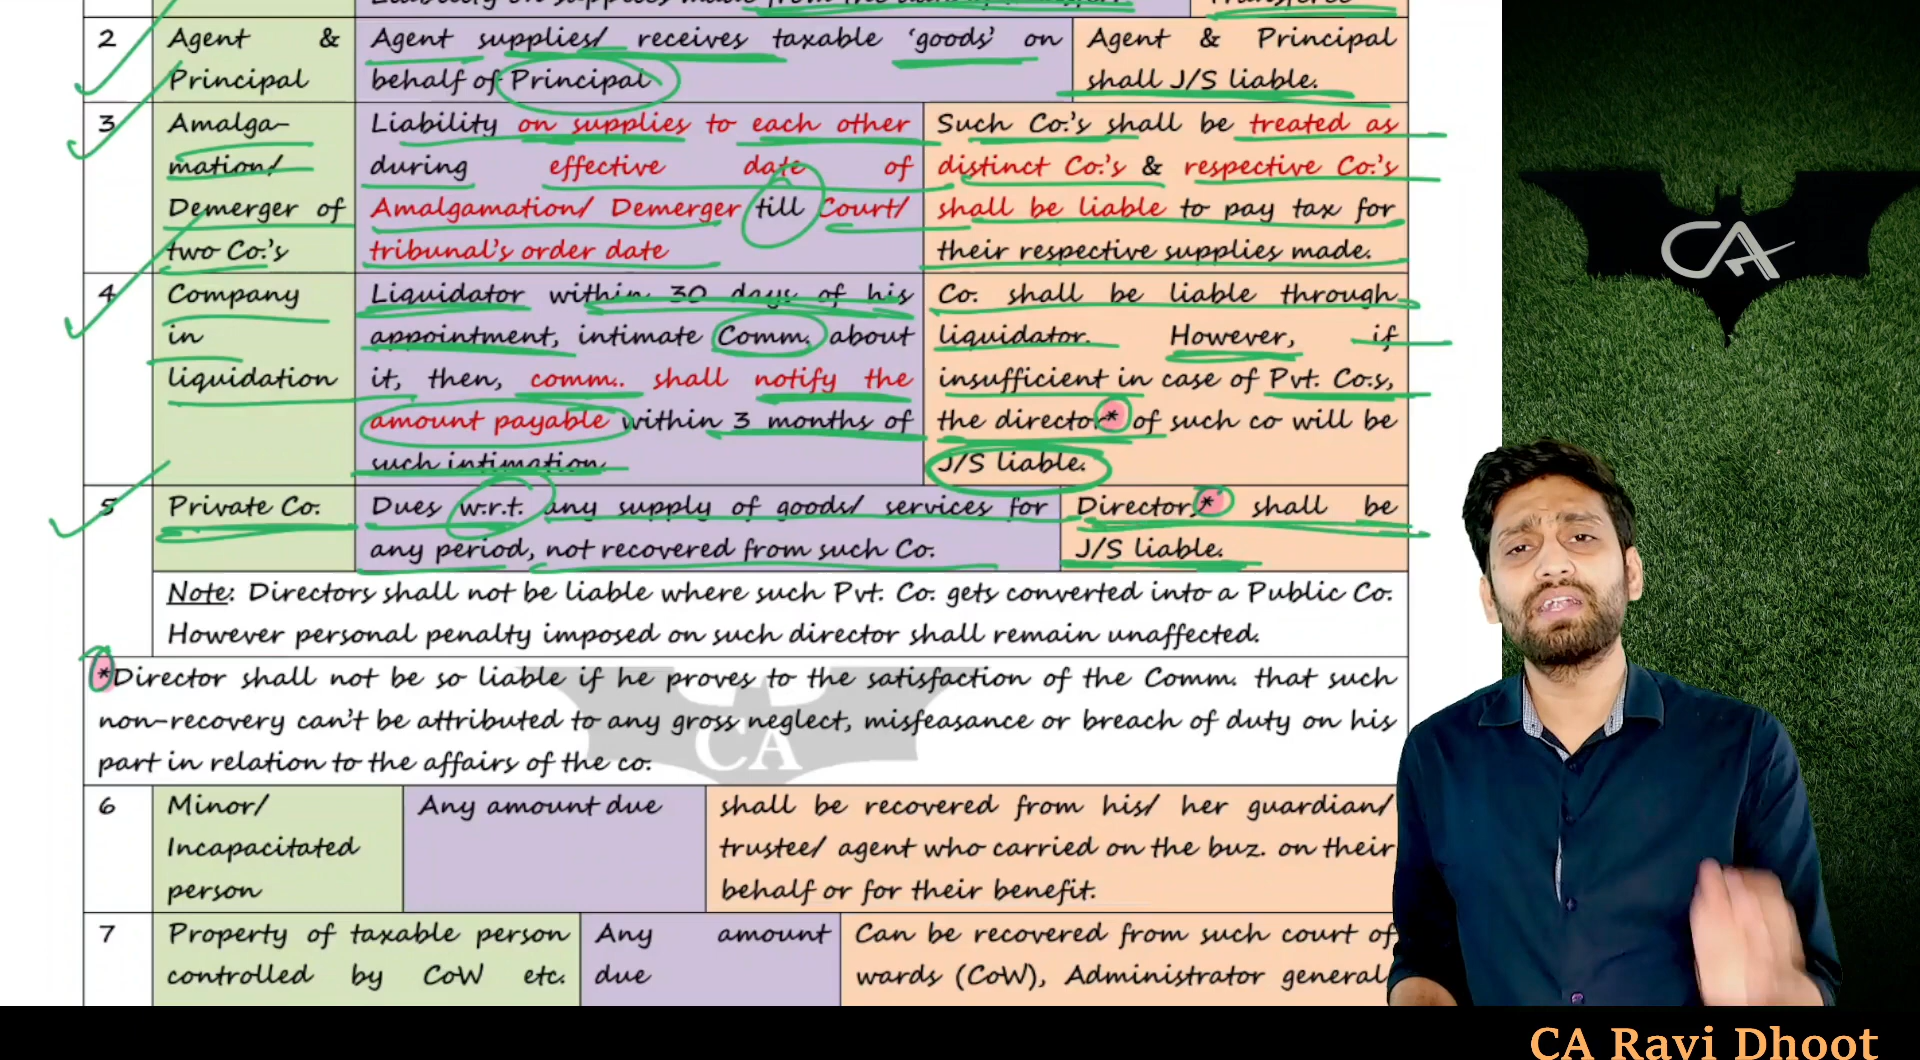 Transferee
2 Agent & Agent supplies/ receives taxable ‘goods’ on Agent & Principal
Principal behalf of Principal shall J/S liable.
3 Amalga- Liability on supplies to each other Such Co.'s shall be treated as
mation/ during effective date of distinct Co.'s & respective Co.'s
Demerger of Amalgamation/ Demerger till Court/ shall be liable to pay tax for
two Co.'s tribunal's order date their respective supplies made.
4 Company Liquidator within 30 days of his Co. shall be liable through
in appointment, intimate Comm. about liquidator. However, if
liquidation it, then, comm.. shall notify the insufficient in case of Pvt. Co.s,
amount payable within 3 months of the director* of such co will be
such intimation J/S liable.
5 Private Co. Dues w.r.t. any supply of goods/ services for Director,* shall be
any period, not recovered from such Co. J/S liable.
Note: Directors shall not be liable where such Pvt. Co. gets converted into a Public Co.
However personal penalty imposed on such director shall remain unaffected.
*Director shall not be so liable if he proves to the satisfaction of the Comm. that such
non-recovery can't be attributed to any gross neglect, misfeasance or breach of duty on his
part in relation to the affairs of the co.
CA
6 Minor/ Any amount due shall be recovered from his/ her guardian/
Incapacitated trustee/ agent who carried on the buz. on their
person behalf or for their benefit.
7 Property of taxable person Any amount Can be recovered from such court of
controlled by CoW etc. due wards (CoW), Administrator general
CA
CA Ravi Dhoot